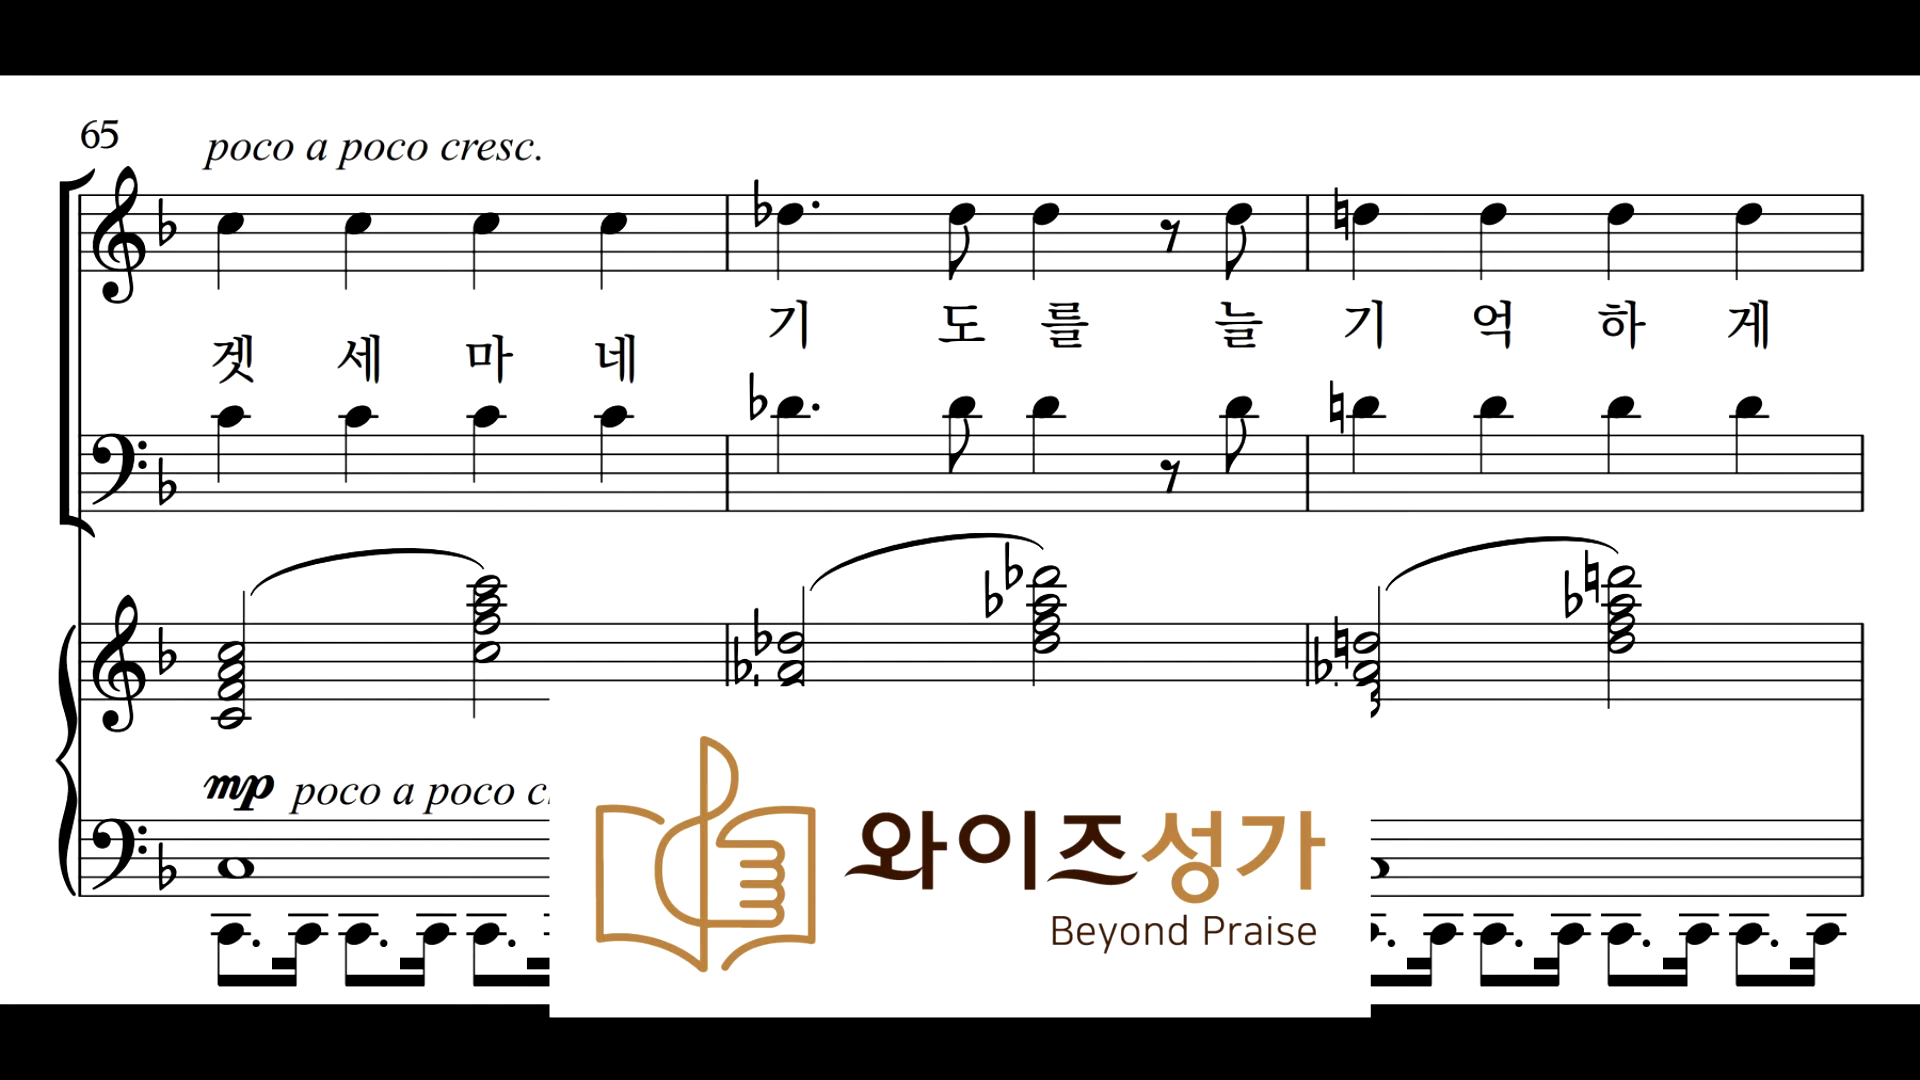 65
poco a poco cresc.
기 도 를 늘 기 억 하 게
겟 세 마 네
mp poco a poco c
와이즈성가
Beyond Praise